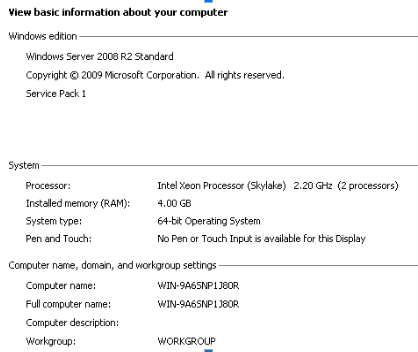 View basic information about your computer
Windows edition
Windows Server 2008 R2 Standard
Copyright © 2009 Microsoft Corporation. All rights reserved.
Service Pack 1
System
Processor: Intel Xeon Processor (Skylake) 2.20 GHz (2 processors)
Installed memory (RAM): 4.00 GB
System type: 64-bit Operating System
Pen and Touch: No Pen or Touch Input is available for this Display
Computer name, domain, and workgroup settings
Computer name: WIN-9A65NP1J80R
Full computer name: WIN-9A65NP1J80R
Computer description:
Workgroup: WORKGROUP